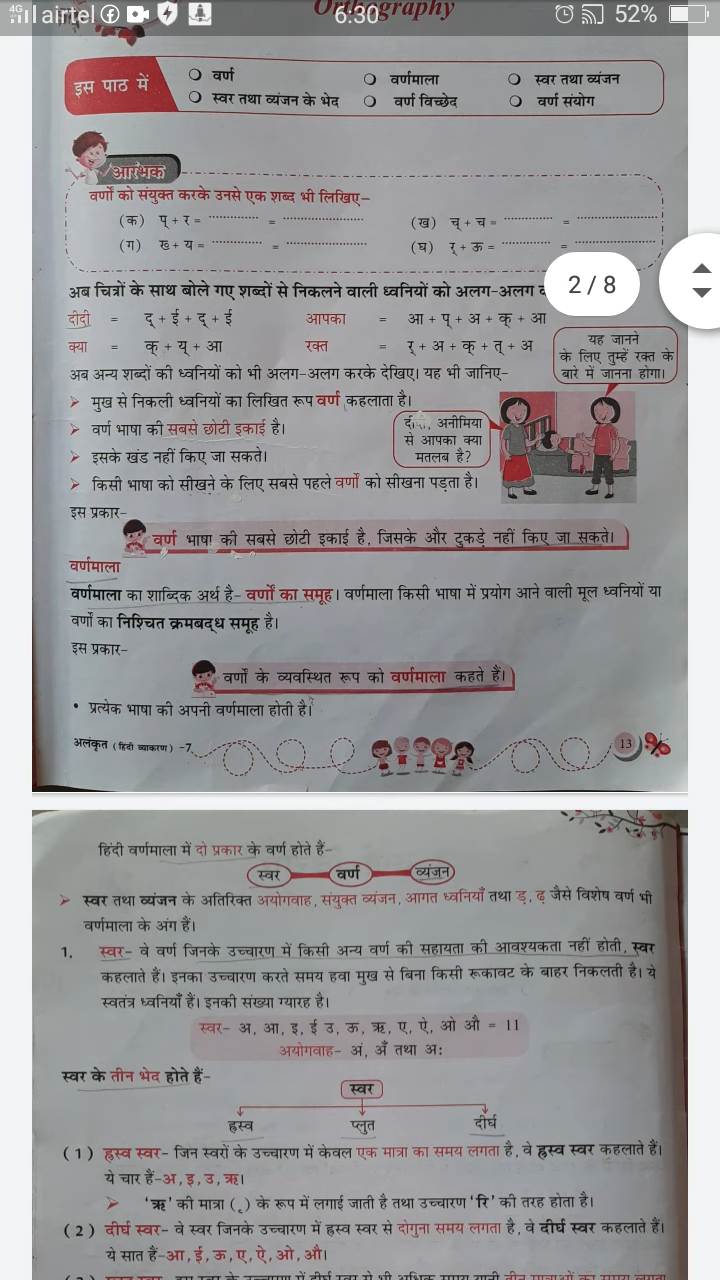 4G airtel 6:30 52%
Orthography
इस पाठ में
वर्ण वर्णमाला स्वर तथा व्यंजन
स्वर तथा व्यंजन के भेद वर्ण विच्छेद वर्ण संयोग
आरंभक
वर्णों को संयुक्त करके उनसे एक शब्द भी लिखिए–
(क) प् + र = ............... = ............... (ख) च् + च = ............... = ...............
(ग) ख् + य = ............... = ............... (घ) र् + ऊ = ............... = ...............
अब चित्रों के साथ बोले गए शब्दों से निकलने वाली ध्वनियों को अलग-अलग
2 / 8
दीदी = द् + ई + द् + ई आपका = आ + प् + अ + क् + आ
क्या = क् + य् + आ रक्त = र् + अ + क् + त् + अ
यह जानने
के लिए तुम्हें रक्त के
बारे में जानना होगा।
अब अन्य शब्दों की ध्वनियों को भी अलग-अलग करके देखिए। यह भी जानिए–
➤ मुख से निकली ध्वनियों का लिखित रूप वर्ण कहलाता है।
➤ वर्ण भाषा की सबसे छोटी इकाई है।
➤ इसके खंड नहीं किए जा सकते।
➤ किसी भाषा को सीखने के लिए सबसे पहले वर्णों को सीखना पड़ता है।
दीदी, अनीमिया
से आपका क्या
मतलब है?
इस प्रकार–
वर्ण भाषा की सबसे छोटी इकाई है, जिसके और टुकड़े नहीं किए जा सकते।
वर्णमाला
वर्णमाला का शाब्दिक अर्थ है– वर्णों का समूह। वर्णमाला किसी भाषा में प्रयोग आने वाली मूल ध्वनियों या
वर्णों का निश्चित क्रमबद्ध समूह है।
इस प्रकार–
वर्णों के व्यवस्थित रूप को वर्णमाला कहते हैं।
• प्रत्येक भाषा की अपनी वर्णमाला होती है।
अलंकृत (हिंदी व्याकरण) –7 13
हिंदी वर्णमाला में दो प्रकार के वर्ण होते हैं–
स्वर वर्ण व्यंजन
➤ स्वर तथा व्यंजन के अतिरिक्त अयोगवाह, संयुक्त व्यंजन, आगत ध्वनियाँ तथा ड़, ढ़ जैसे विशेष वर्ण भी
वर्णमाला के अंग हैं।
1. स्वर– वे वर्ण जिनके उच्चारण में किसी अन्य वर्ण की सहायता की आवश्यकता नहीं होती, स्वर
कहलाते हैं। इनका उच्चारण करते समय हवा मुख से बिना किसी रूकावट के बाहर निकलती है। ये
स्वतंत्र ध्वनियाँ हैं। इनकी संख्या ग्यारह है।
स्वर– अ, आ, इ, ई उ, ऊ, ऋ, ए, ऐ, ओ औ = 11
अयोगवाह– अं, अँ तथा अः
स्वर के तीन भेद होते हैं–
स्वर
ह्रस्व प्लुत दीर्घ
(1) ह्रस्व स्वर– जिन स्वरों के उच्चारण में केवल एक मात्रा का समय लगता है, वे ह्रस्व स्वर कहलाते हैं।
ये चार हैं–अ, इ, उ, ऋ।
➤ 'ऋ' की मात्रा (ृ) के रूप में लगाई जाती है तथा उच्चारण 'रि' की तरह होता है।
(2) दीर्घ स्वर– वे स्वर जिनके उच्चारण में ह्रस्व स्वर से दोगुना समय लगता है, वे दीर्घ स्वर कहलाते हैं।
ये सात हैं–आ, ई, ऊ, ए, ऐ, ओ, औ।